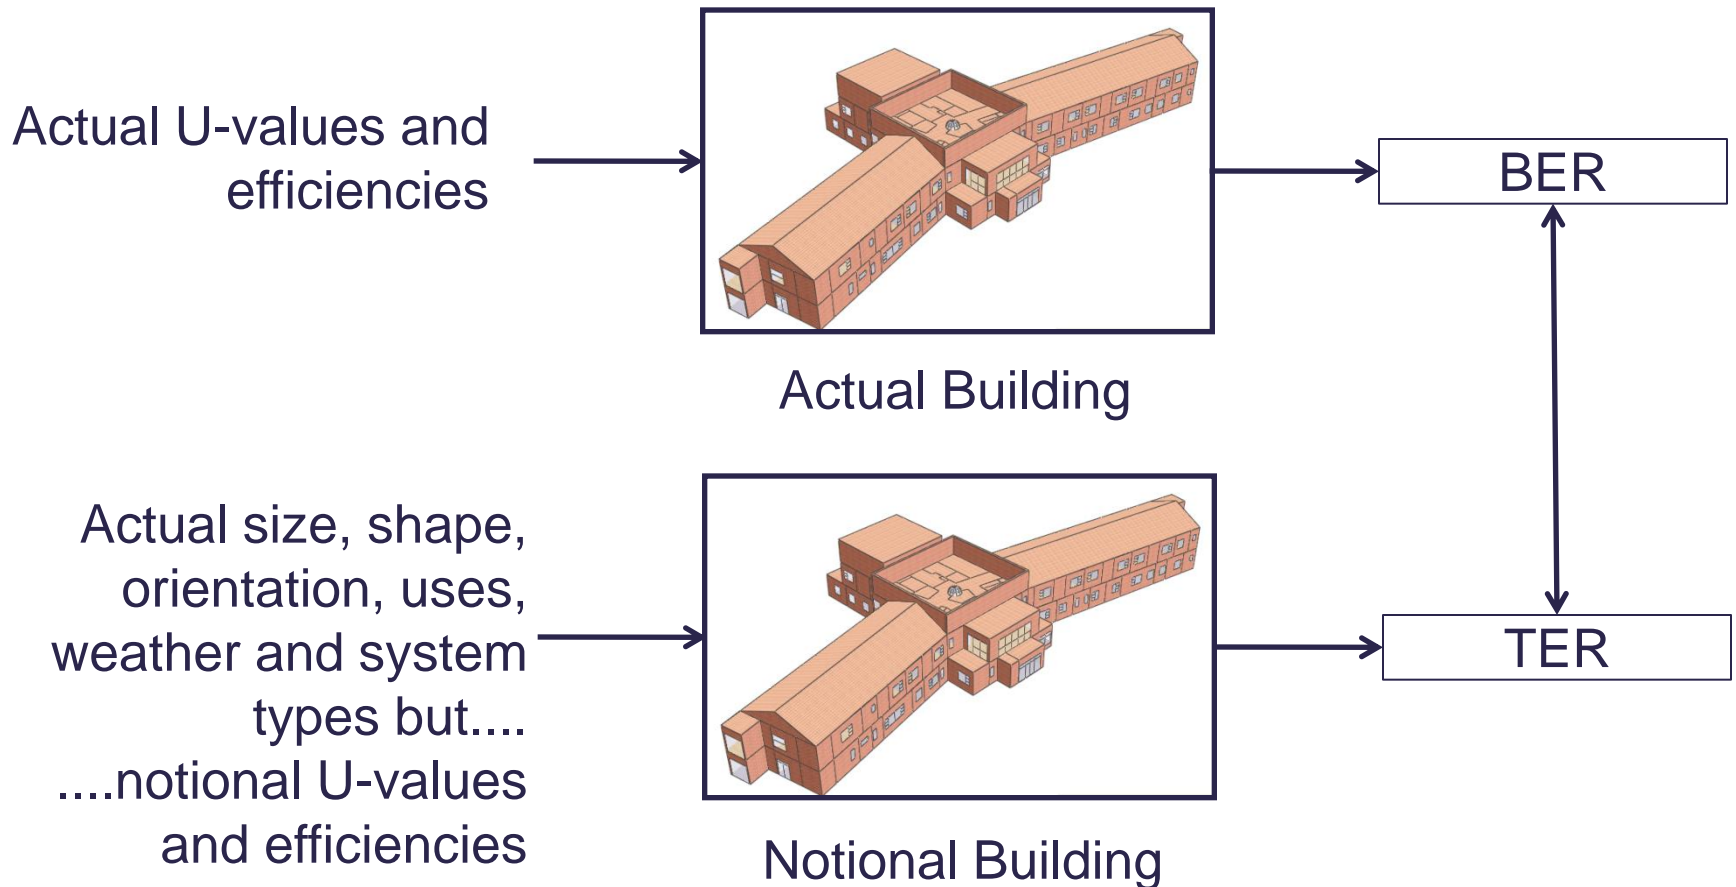 Actual U-values and
efficiencies
BER
Actual Building
Actual size, shape,
orientation, uses,
weather and system
types but....
....notional U-values
and efficiencies
TER
Notional Building